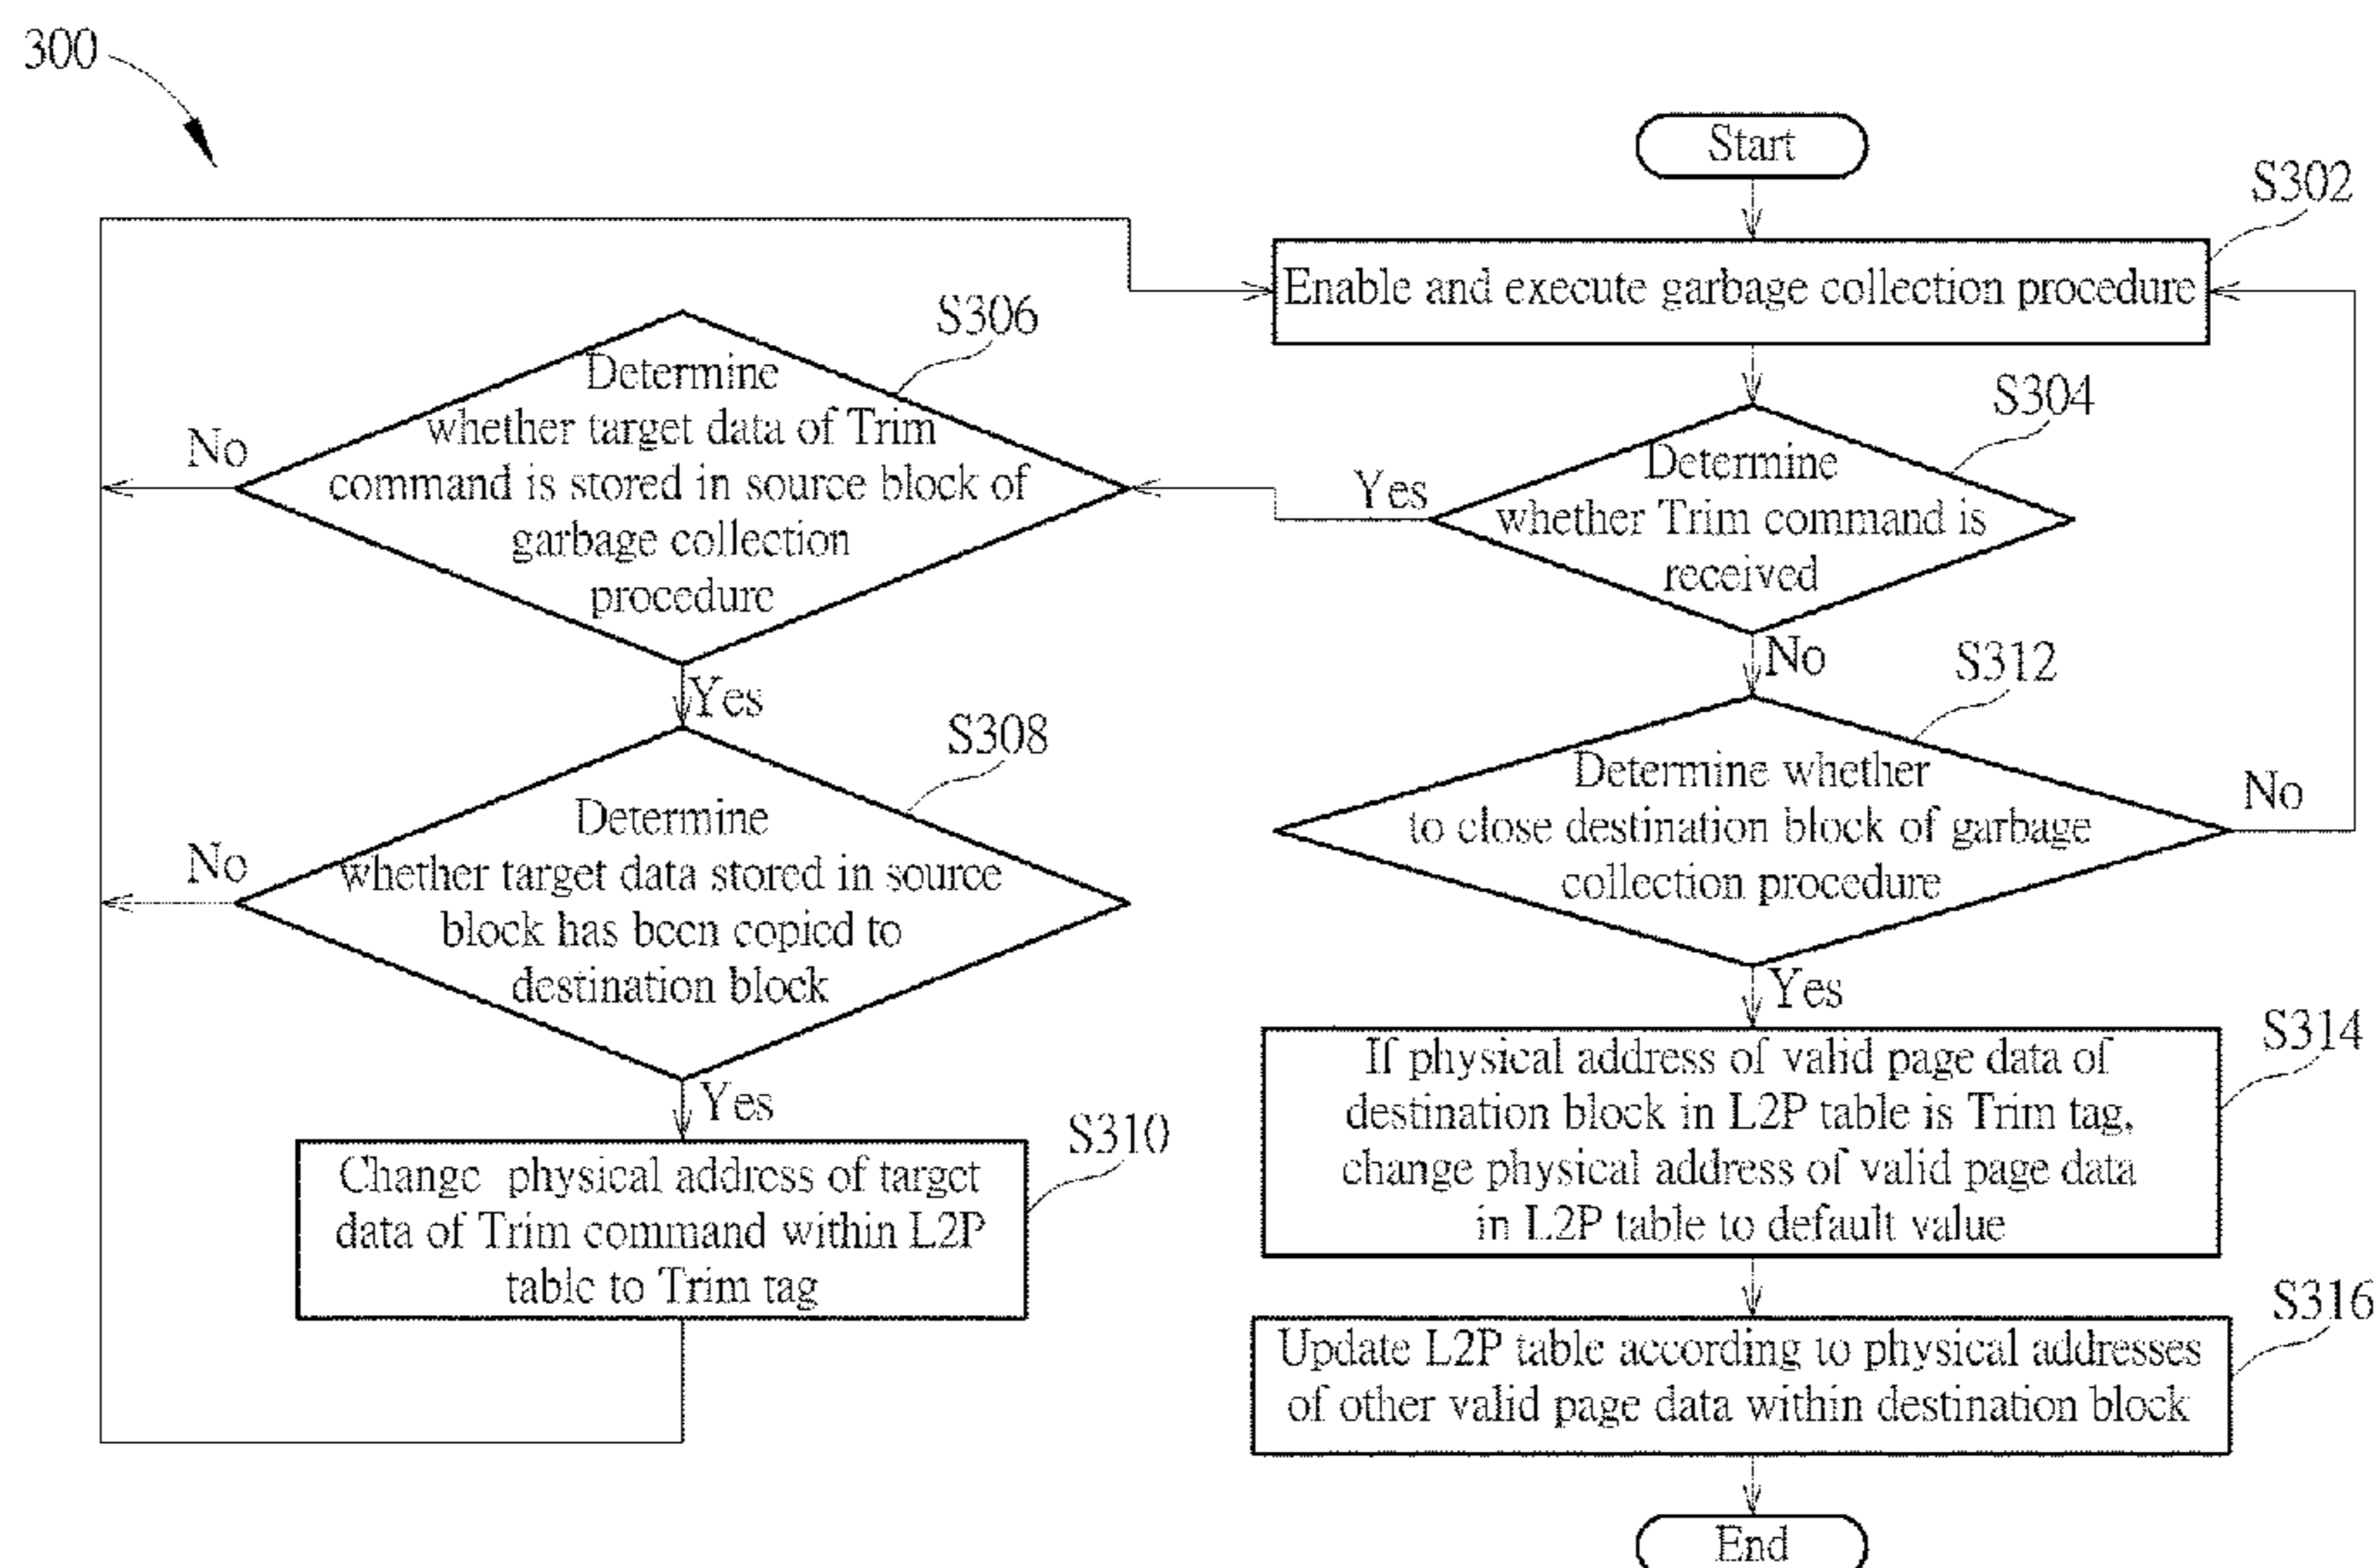 300
Start
S302
Enable and execute garbage collection procedure
S304
Determine
whether Trim command is
received
Yes
No
S306
Determine
whether target data of Trim
command is stored in source block of
garbage collection
procedure
No
Yes
S308
Determine
whether target data stored in source
block has been copied to
destination block
No
Yes
S310
Change physical address of target
data of Trim command within L2P
table to Trim tag
S312
Determine whether
to close destination block of garbage
collection procedure
No
Yes
S314
If physical address of valid page data of
destination block in L2P table is Trim tag,
change physical address of valid page data
in L2P table to default value
S316
Update L2P table according to physical addresses
of other valid page data within destination block
End